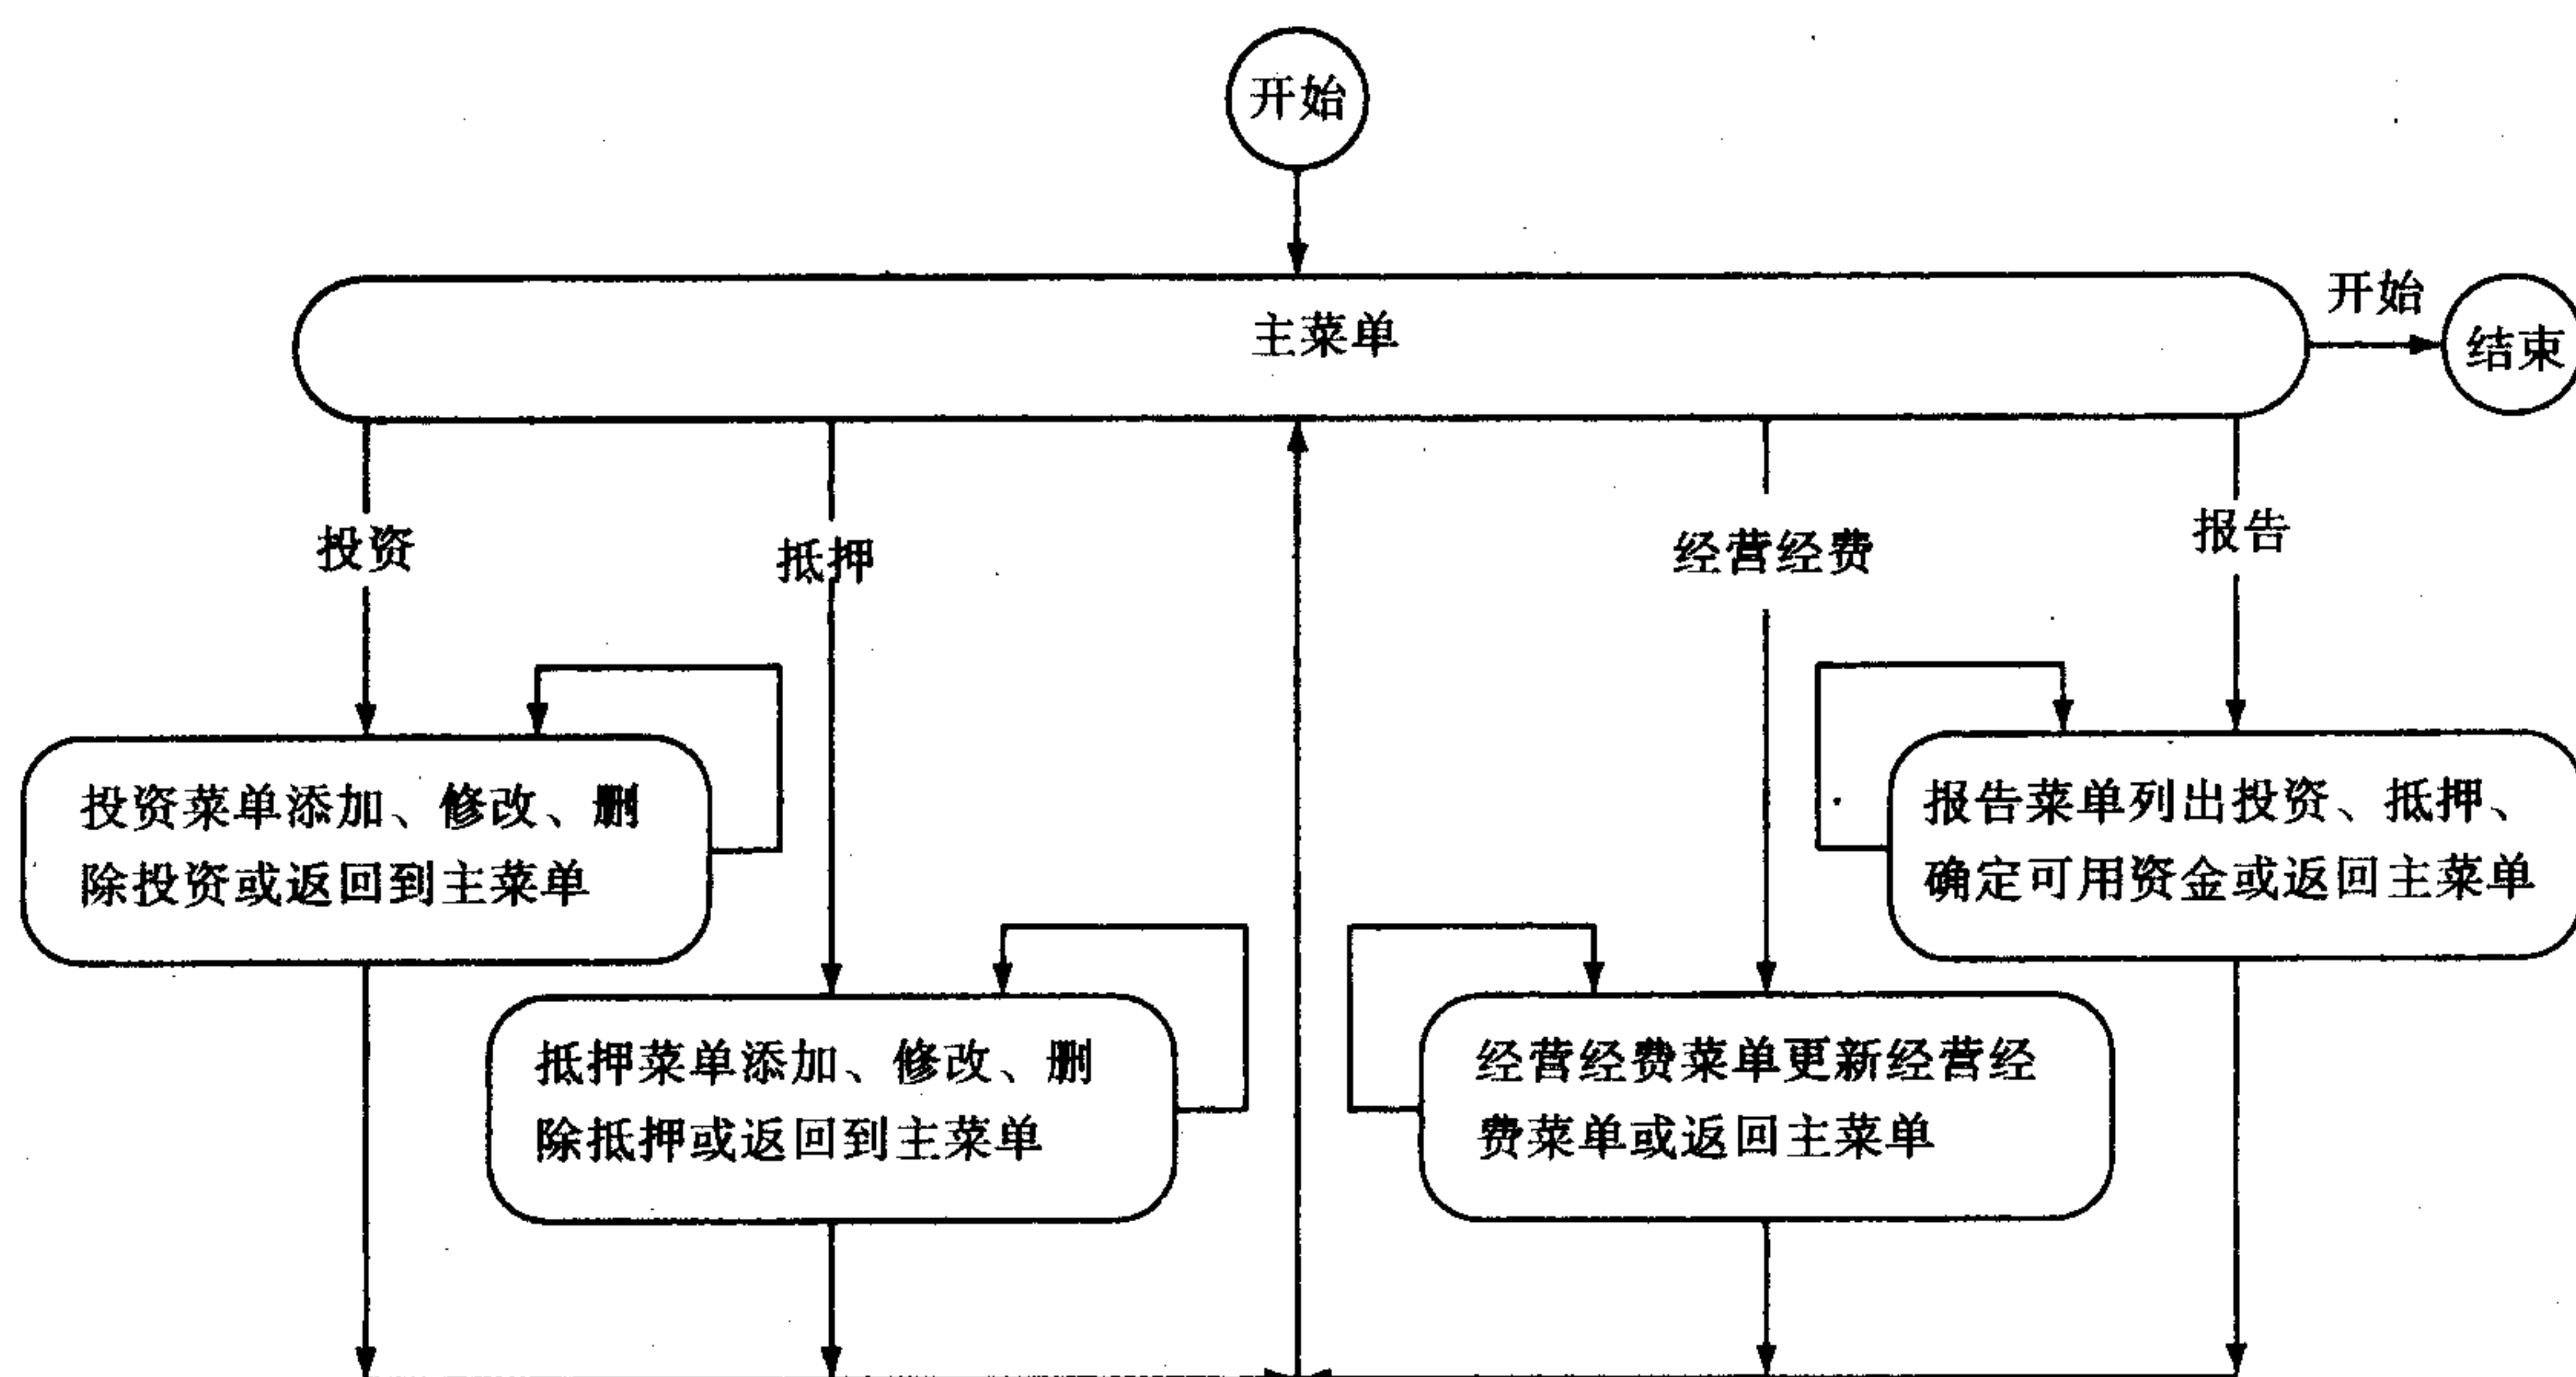 开始
主菜单
开始
结束
投资
抵押
经营经费
报告
投资菜单添加、修改、删
除投资或返回到主菜单
报告菜单列出投资、抵押、
确定可用资金或返回主菜单
抵押菜单添加、修改、删
除抵押或返回到主菜单
经营经费菜单更新经营经
费菜单或返回主菜单